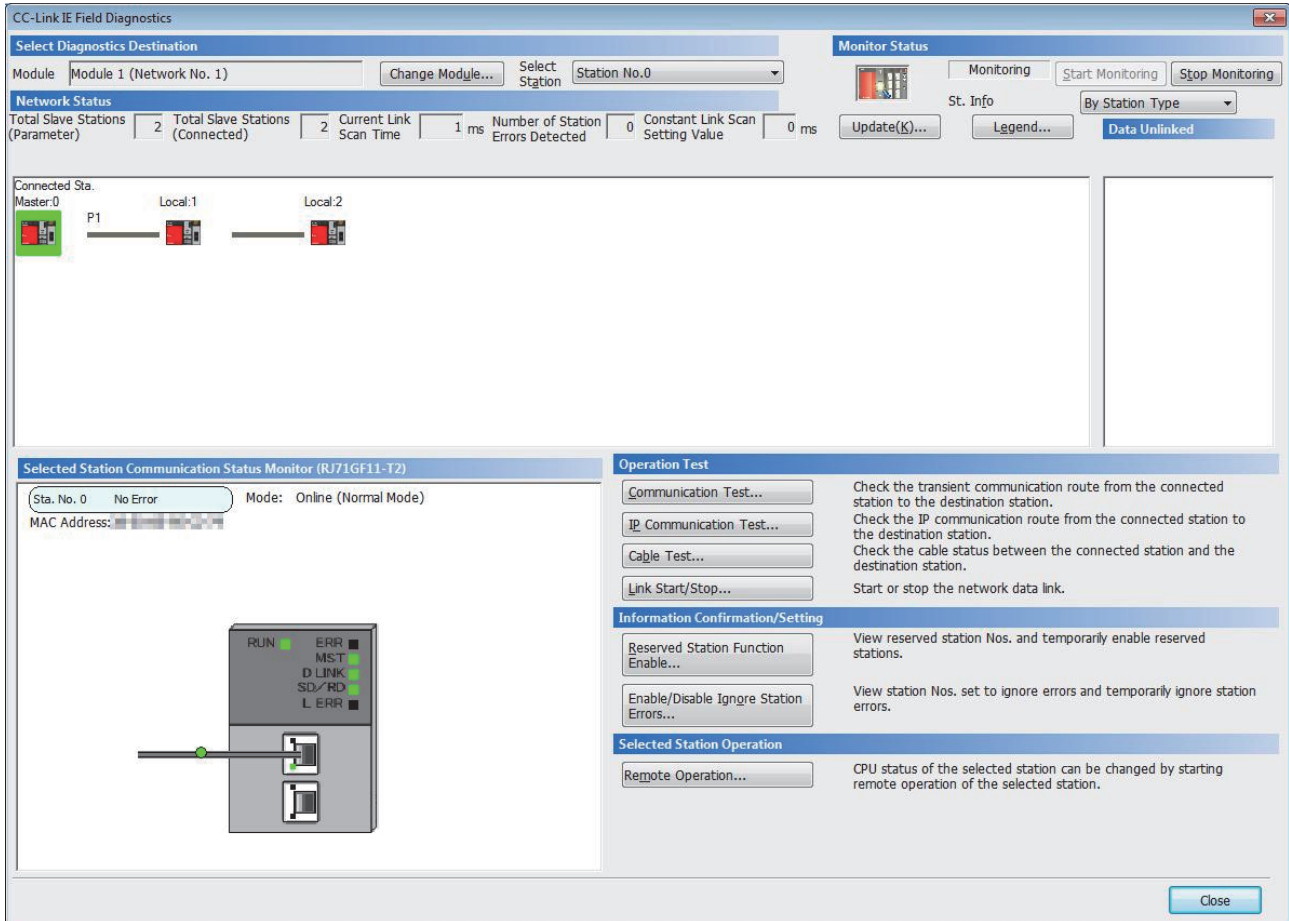 CC-Link IE Field Diagnostics
Select Diagnostics Destination
Module Module 1 (Network No. 1) Change Module... Select Station Station No.0
Monitor Status
Monitoring Start Monitoring Stop Monitoring
St. Info By Station Type
Update(K)... Legend...
Network Status
Total Slave Stations (Parameter) 2 Total Slave Stations (Connected) 2 Current Link Scan Time 1 ms Number of Station Errors Detected 0 Constant Link Scan Setting Value 0 ms
Data Unlinked
Connected Sta.
Master:0 Local:1 Local:2
P1
Selected Station Communication Status Monitor (RJ71GF11-T2)
Sta. No. 0 No Error Mode: Online (Normal Mode)
MAC Address:
RUN ERR
MST
D LINK
SD/RD
L ERR
Operation Test
Communication Test... Check the transient communication route from the connected
station to the destination station.
IP Communication Test... Check the IP communication route from the connected station to
the destination station.
Cable Test... Check the cable status between the connected station and the
destination station.
Link Start/Stop... Start or stop the network data link.
Information Confirmation/Setting
Reserved Station Function Enable... View reserved station Nos. and temporarily enable reserved
stations.
Enable/Disable Ignore Station Errors... View station Nos. set to ignore errors and temporarily ignore station
errors.
Selected Station Operation
Remote Operation... CPU status of the selected station can be changed by starting
remote operation of the selected station.
Close